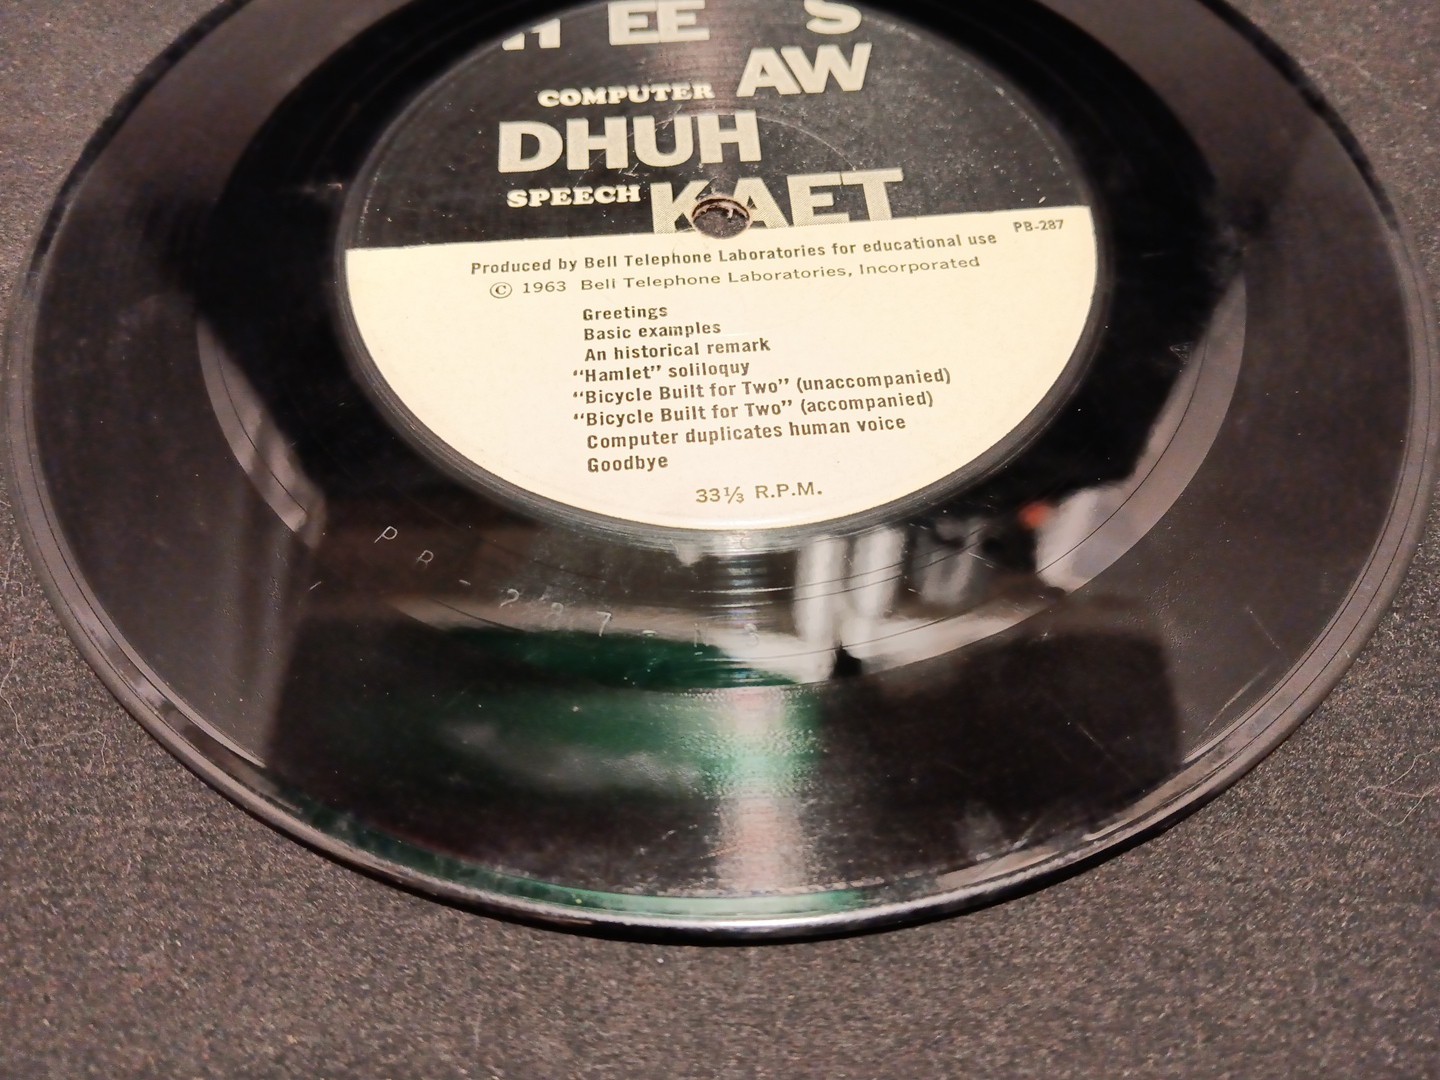 H EE S
AW
COMPUTER
DHUH
SPEECH
KAET
PB-287
Produced by Bell Telephone Laboratories for educational use
© 1963 Bell Telephone Laboratories, Incorporated
Greetings
Basic examples
An historical remark
“Hamlet” soliloquy
“Bicycle Built for Two” (unaccompanied)
“Bicycle Built for Two” (accompanied)
Computer duplicates human voice
Goodbye
33⅓ R.P.M.
PB-287-